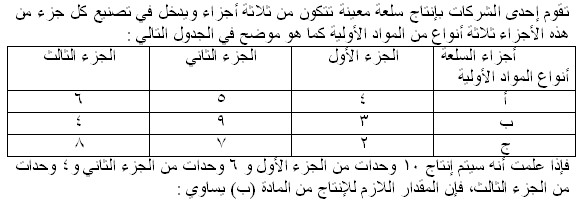 تقوم إحدى الشركات بإنتاج سلعة معينة تتكون من ثلاثة أجزاء ويدخل في تصنيع كل جزء من
هذه الأجزاء ثلاثة أنواع من المواد الأولية كما هو موضح في الجدول التالي :
أجزاء السلعة الجزء الأول الجزء الثاني الجزء الثالث
أنواع المواد الأولية
أ ٤ ٥ ٦
ب ٣ ٩ ٤
ج ٢ ٧ ٨
فإذا علمت أنه سيتم إنتاج ١٠ وحدات من الجزء الأول و ٦ وحدات من الجزء الثاني و ٤ وحدات
من الجزء الثالث، فإن المقدار اللازم للإنتاج من المادة (ب) يساوي :